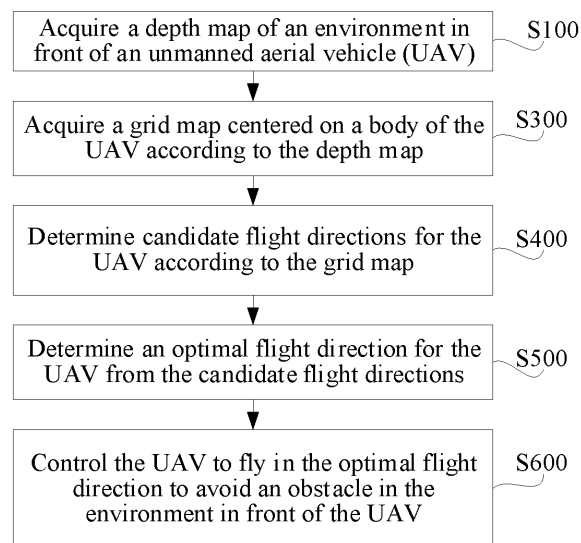 Acquire a depth map of an environment in
front of an unmanned aerial vehicle (UAV)
S100
Acquire a grid map centered on a body of the
UAV according to the depth map
S300
Determine candidate flight directions for the
UAV according to the grid map
S400
Determine an optimal flight direction for the
UAV from the candidate flight directions
S500
Control the UAV to fly in the optimal flight
direction to avoid an obstacle in the
environment in front of the UAV
S600